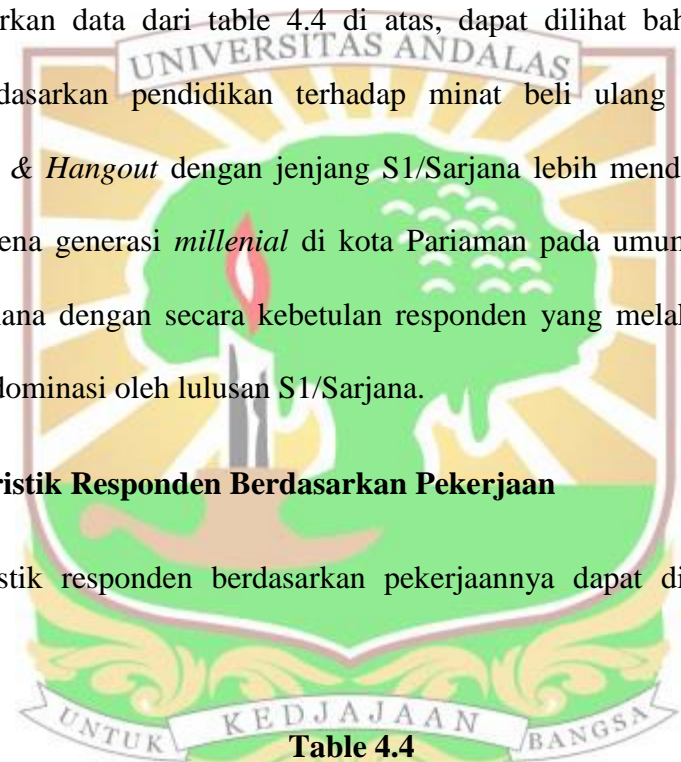 rkan data dari table 4.4 di atas, dapat dilihat bah
UNIVERSITAS ANDALAS
dasarkan pendidikan terhadap minat beli ulang
& Hangout dengan jenjang S1/Sarjana lebih mend
ena generasi millenial di kota Pariaman pada umum
ana dengan secara kebetulan responden yang melal
dominasi oleh lulusan S1/Sarjana.
ristik Responden Berdasarkan Pekerjaan
stik responden berdasarkan pekerjaannya dapat di
UNTUK KEDJAJAAN BANGSA
Table 4.4